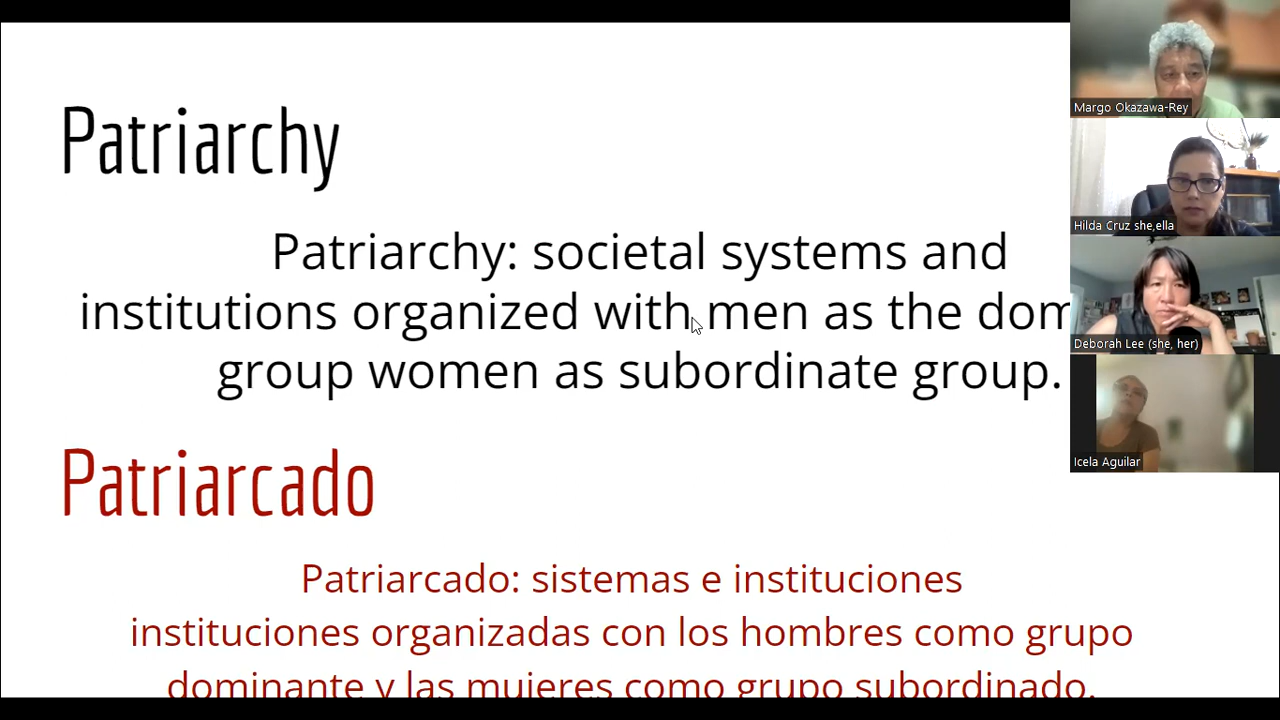 Patriarchy
Patriarchy: societal systems and
institutions organized with men as the dom
group women as subordinate group.
Patriarcado
Patriarcado: sistemas e instituciones
instituciones organizadas con los hombres como grupo
dominante y las mujeres como grupo subordinado.
Margo Okazawa-Rey
Hilda Cruz she,ella
Deborah Lee (she, her)
Icela Aguilar